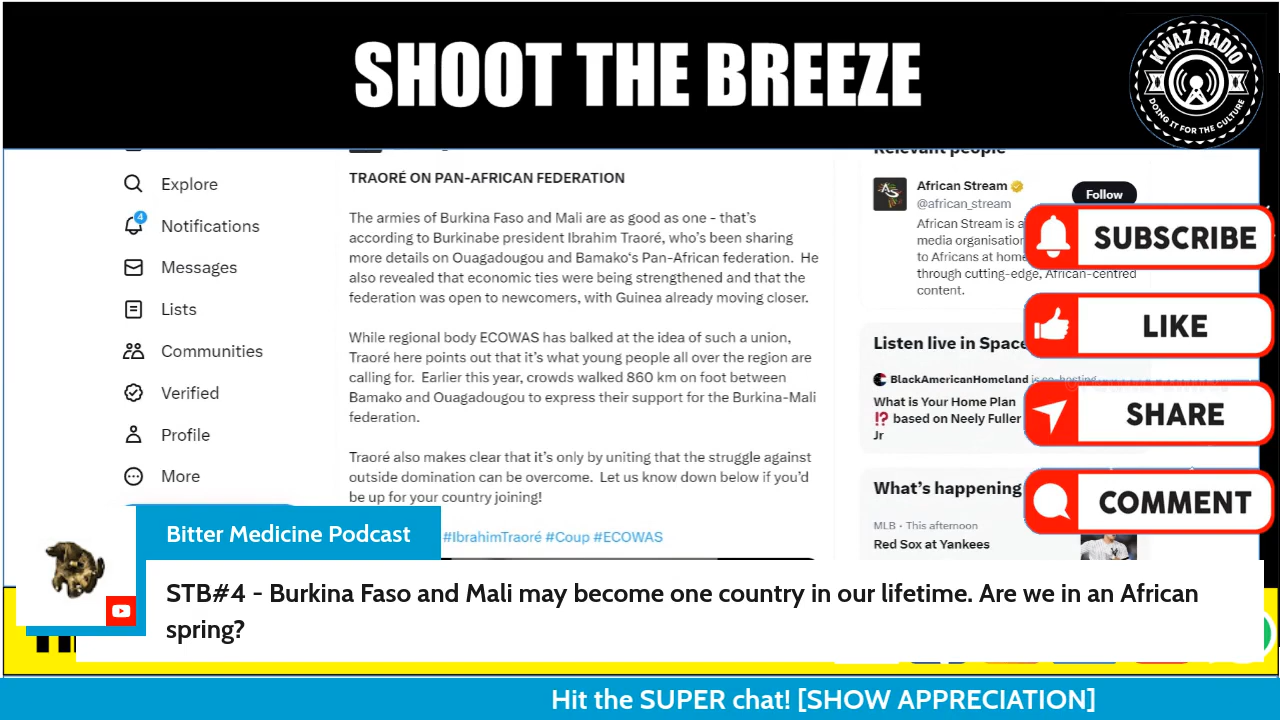 SHOOT THE BREEZE
KWAZ RADIO
DOING IT FOR THE CULTURE
Explore
4
Notifications
Messages
Lists
Communities
Verified
Profile
More
TRAORÉ ON PAN-AFRICAN FEDERATION
The armies of Burkina Faso and Mali are as good as one - that's
according to Burkinabe president Ibrahim Traoré, who's been sharing
more details on Ouagadougou and Bamako's Pan-African federation. He
also revealed that economic ties were being strengthened and that the
federation was open to newcomers, with Guinea already moving closer.
While regional body ECOWAS has balked at the idea of such a union,
Traoré here points out that it's what young people all over the region are
calling for. Earlier this year, crowds walked 860 km on foot between
Bamako and Ouagadougou to express their support for the Burkina-Mali
federation.
Traoré also makes clear that it's only by uniting that the struggle against
outside domination can be overcome. Let us know down below if you'd
be up for your country joining!
#IbrahimTraoré #Coup #ECOWAS
Relevant people
African Stream
@african_stream
Follow
African Stream is a
media organisation
to Africans at home
through cutting-edge, African-centred
content.
Listen live in Space
BlackAmericanHomeland is co-hosting
What is Your Home Plan
⁉️ based on Neely Fuller
Jr
What's happening
MLB · This afternoon
Red Sox at Yankees
SUBSCRIBE
LIKE
SHARE
COMMENT
Bitter Medicine Podcast
STB#4 - Burkina Faso and Mali may become one country in our lifetime. Are we in an African
spring?
Hit the SUPER chat! [SHOW APPRECIATION]